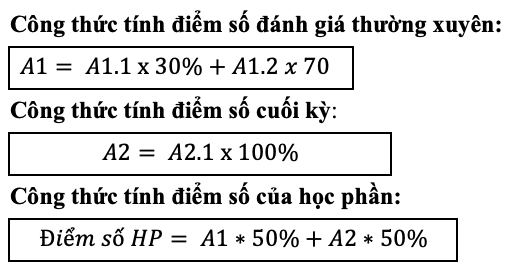 Công thức tính điểm số đánh giá thường xuyên:
A1 = A1.1 x 30% + A1.2 x 70
Công thức tính điểm số cuối kỳ:
A2 = A2.1 x 100%
Công thức tính điểm số của học phần:
Điểm số HP = A1 * 50% + A2 * 50%